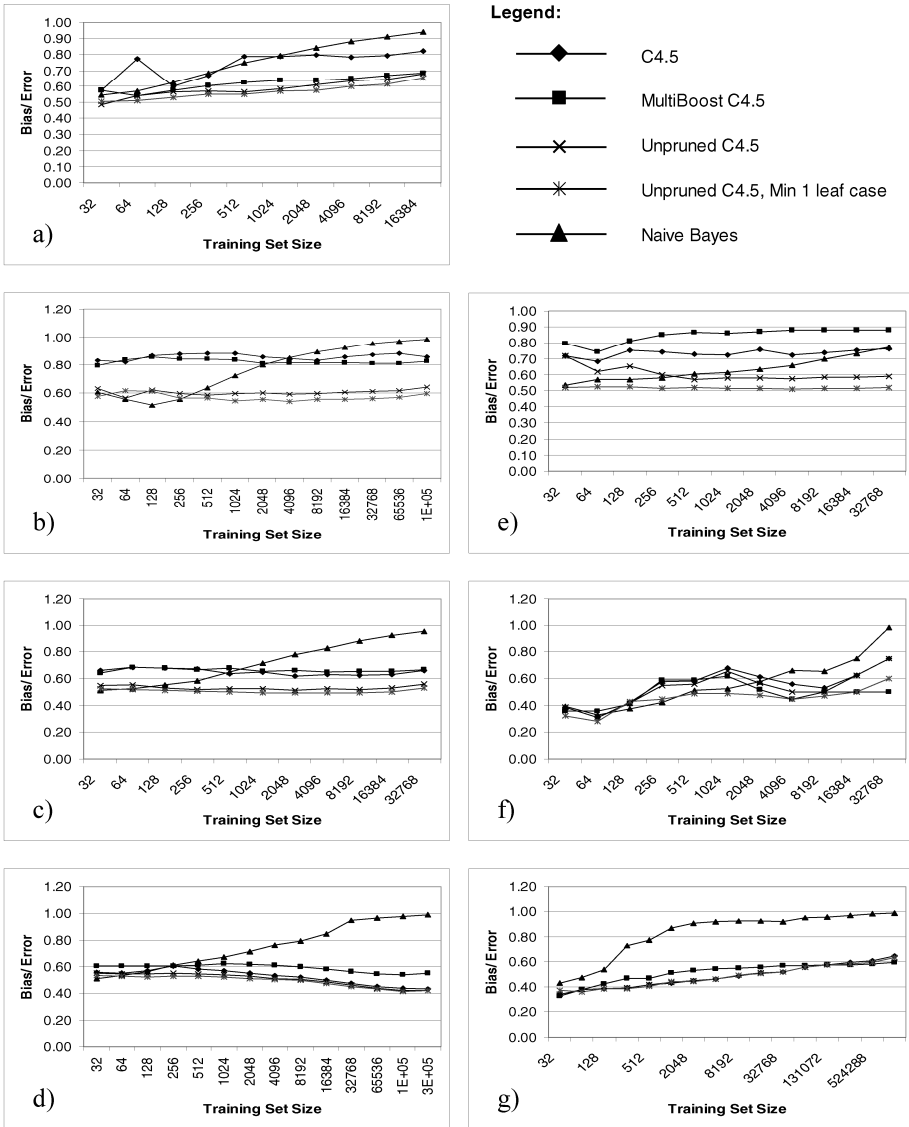 1.00
0.90
0.80
0.70
0.60
0.50
0.40
0.30
0.20
0.10
0.00
Bias/ Error
32 64 128 256 512 1024 2048 4096 8192 16384
Training Set Size
a)
Legend:
C4.5
MultiBoost C4.5
Unpruned C4.5
Unpruned C4.5, Min 1 leaf case
Naive Bayes
1.20
1.00
0.80
0.60
0.40
0.20
0.00
Bias/ Error
32 64 128 256 512 1024 2048 4096 8192 16384 32768 65536 1E+05
Training Set Size
b)
1.00
0.90
0.80
0.70
0.60
0.50
0.40
0.30
0.20
0.10
0.00
Bias/ Error
32 64 128 256 512 1024 2048 4096 8192 16384 32768
Training Set Size
e)
1.20
1.00
0.80
0.60
0.40
0.20
0.00
Bias/ Error
32 64 128 256 512 1024 2048 4096 8192 16384 32768
Training Set Size
c)
1.20
1.00
0.80
0.60
0.40
0.20
0.00
Bias/ Error
32 64 128 256 512 1024 2048 4096 8192 16384 32768
Training Set Size
f)
1.20
1.00
0.80
0.60
0.40
0.20
0.00
Bias/ Error
32 64 128 256 512 1024 2048 4096 8192 16384 32768 65536 1E+05 3E+05
Training Set Size
d)
1.20
1.00
0.80
0.60
0.40
0.20
0.00
Bias/ Error
32 128 512 2048 8192 32768 131072 524288
Training Set Size
g)